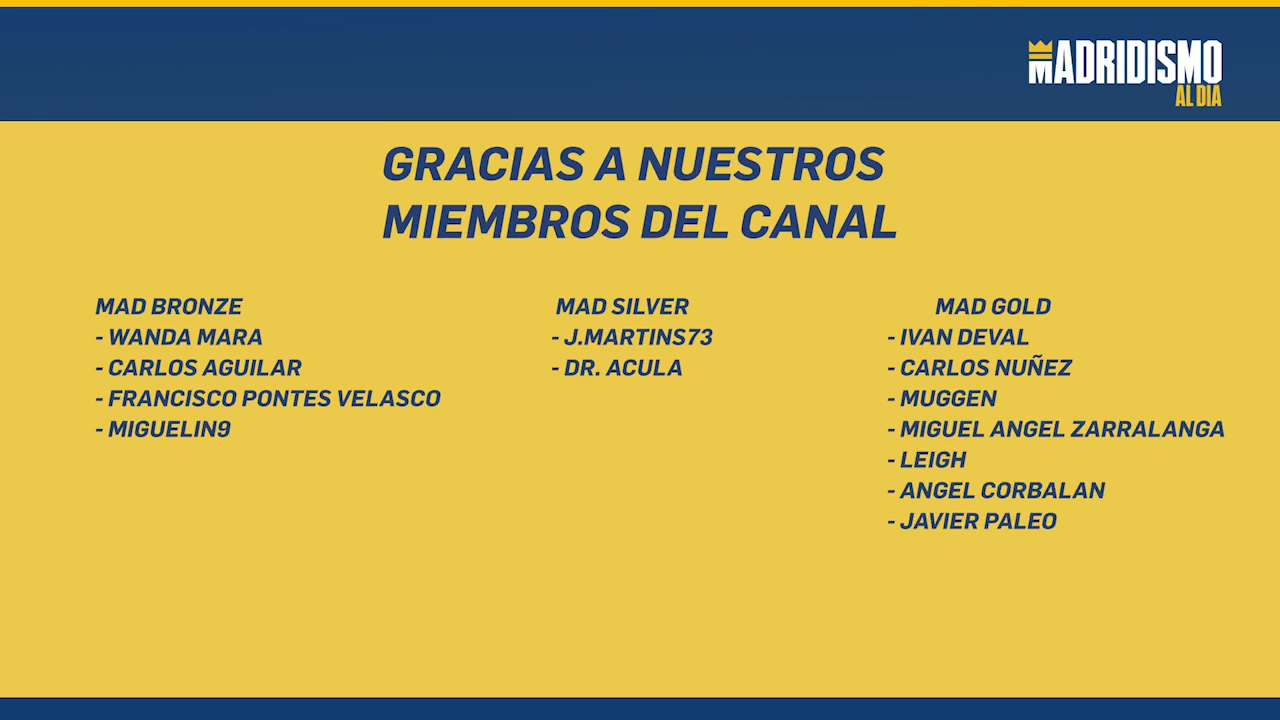 MADRIDISMO
AL DIA
GRACIAS A NUESTROS
MIEMBROS DEL CANAL
MAD BRONZE
- WANDA MARA
- CARLOS AGUILAR
- FRANCISCO PONTES VELASCO
- MIGUELIN9
MAD SILVER
- J.MARTINS73
- DR. ACULA
MAD GOLD
- IVAN DEVAL
- CARLOS NUÑEZ
- MUGGEN
- MIGUEL ANGEL ZARRALANGA
- LEIGH
- ANGEL CORBALAN
- JAVIER PALEO